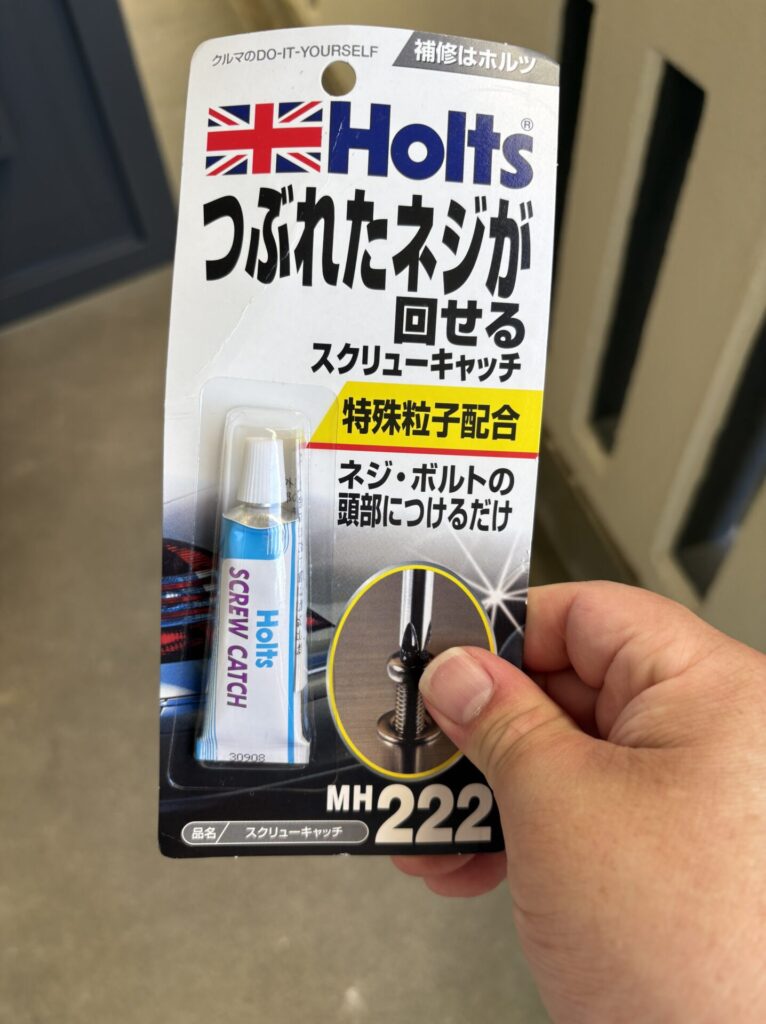 クルマのDO-IT-YOURSELF
補修はホルツ
Holts®
つぶれたネジが
回せる
スクリューキャッチ
特殊粒子配合
ネジ・ボルトの
頭部につけるだけ
Holts
SCREW CATCH
30908
MH222
品名 スクリューキャッチ